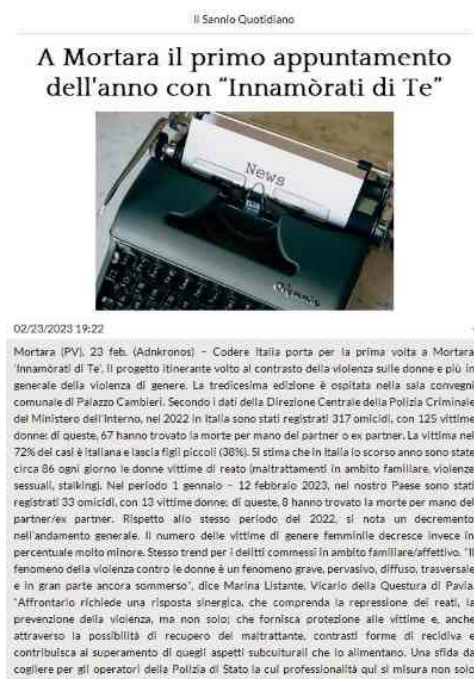 Il Sannio Quotidiano
A Mortara il primo appuntamento
dell'anno con "Innamòrati di Te"
News
Olympia
02/23/2023 19:22
Mortara (PV), 23 feb. (Adnkronos) – Codere Italia porta per la prima volta a Mortara
'Innamòrati di Te', il progetto itinerante volto al contrasto della violenza sulle donne e più in
generale della violenza di genere. La tredicesima edizione è ospitata nella sala convegni
comunale di Palazzo Cambieri. Secondo i dati della Direzione Centrale della Polizia Criminale
del Ministero dell'Interno, nel 2022 in Italia sono stati registrati 317 omicidi, con 125 vittime
donne: di queste, 67 hanno trovato la morte per mano del partner o ex partner. La vittima nel
72% dei casi è italiana e lascia figli piccoli (38%). Si stima che in Italia lo scorso anno sono state
circa 86 ogni giorno le donne vittime di reato (maltrattamenti in ambito familiare, violenze
sessuali, stalking). Nel periodo 1 gennaio – 12 febbraio 2023, nel nostro Paese sono stati
registrati 33 omicidi, con 13 vittime donne; di queste, 8 hanno trovato la morte per mano del
partner/ex partner. Rispetto allo stesso periodo del 2022, si nota un decremento
nell'andamento generale. Il numero delle vittime di genere femminile decresce invece in
percentuale molto minore. Stesso trend per i delitti commessi in ambito familiare/affettivo. "Il
fenomeno della violenza contro le donne è un fenomeno grave, pervasivo, diffuso, trasversale
e in gran parte ancora sommerso", dice Marina Listante, Vicario della Questura di Pavia.
"Affrontarlo richiede una risposta sinergica, che comprenda la repressione dei reati, la
prevenzione della violenza, ma non solo; che fornisca protezione alle vittime e, anche
attraverso la possibilità di recupero del maltrattante, contrasti forme di recidiva e
contribuisca al superamento di quegli aspetti subculturali che lo alimentano. Una sfida da
cogliere per gli operatori della Polizia di Stato la cui professionalità qui si misura non solo